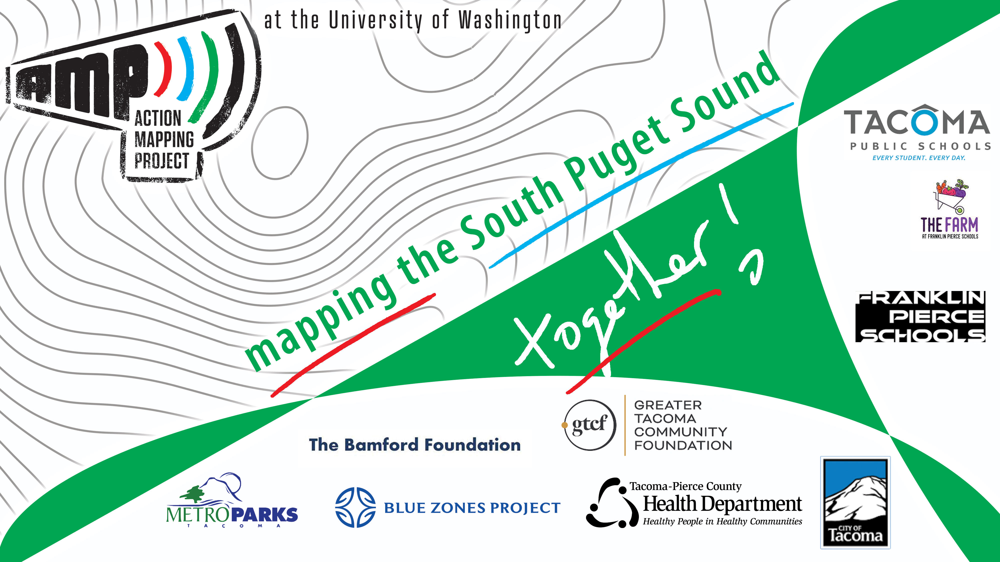 at the University of Washington
AMP
ACTION
MAPPING
PROJECT
mapping the South Puget Sound
together!
TACOMA
PUBLIC SCHOOLS
EVERY STUDENT. EVERY DAY.
THE FARM
AT FRANKLIN PIERCE SCHOOLS
FRANKLIN
PIERCE
SCHOOLS
gtcf
GREATER
TACOMA
COMMUNITY
FOUNDATION
The Bamford Foundation
METROPARKS
TACOMA
BLUE ZONES PROJECT
Tacoma-Pierce County
Health Department
Healthy People in Healthy Communities
CITY OF
Tacoma